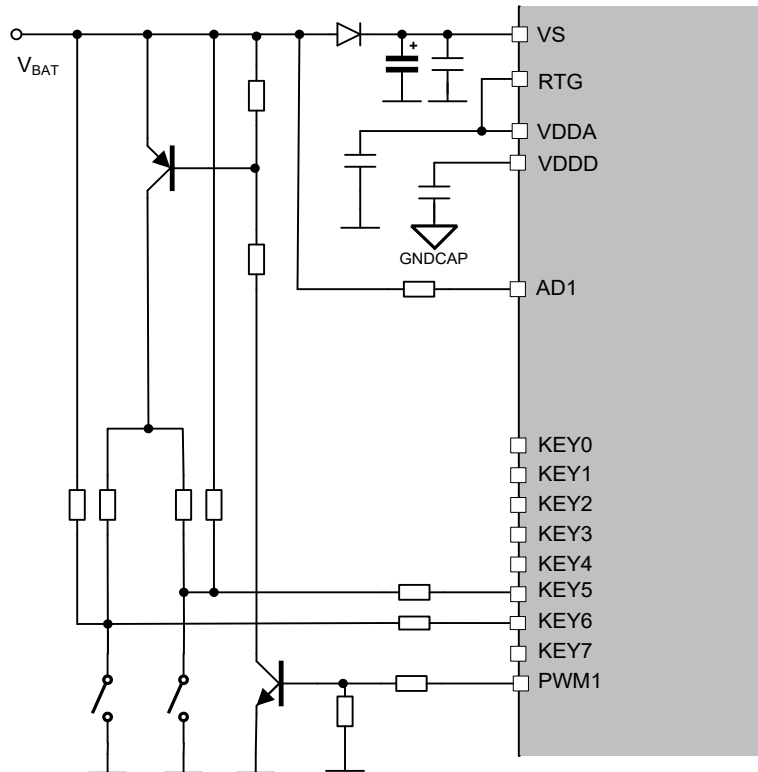 VBAT
+
VS
RTG
VDDA
VDDD
GNDCAP
AD1
KEY0
KEY1
KEY2
KEY3
KEY4
KEY5
KEY6
KEY7
PWM1